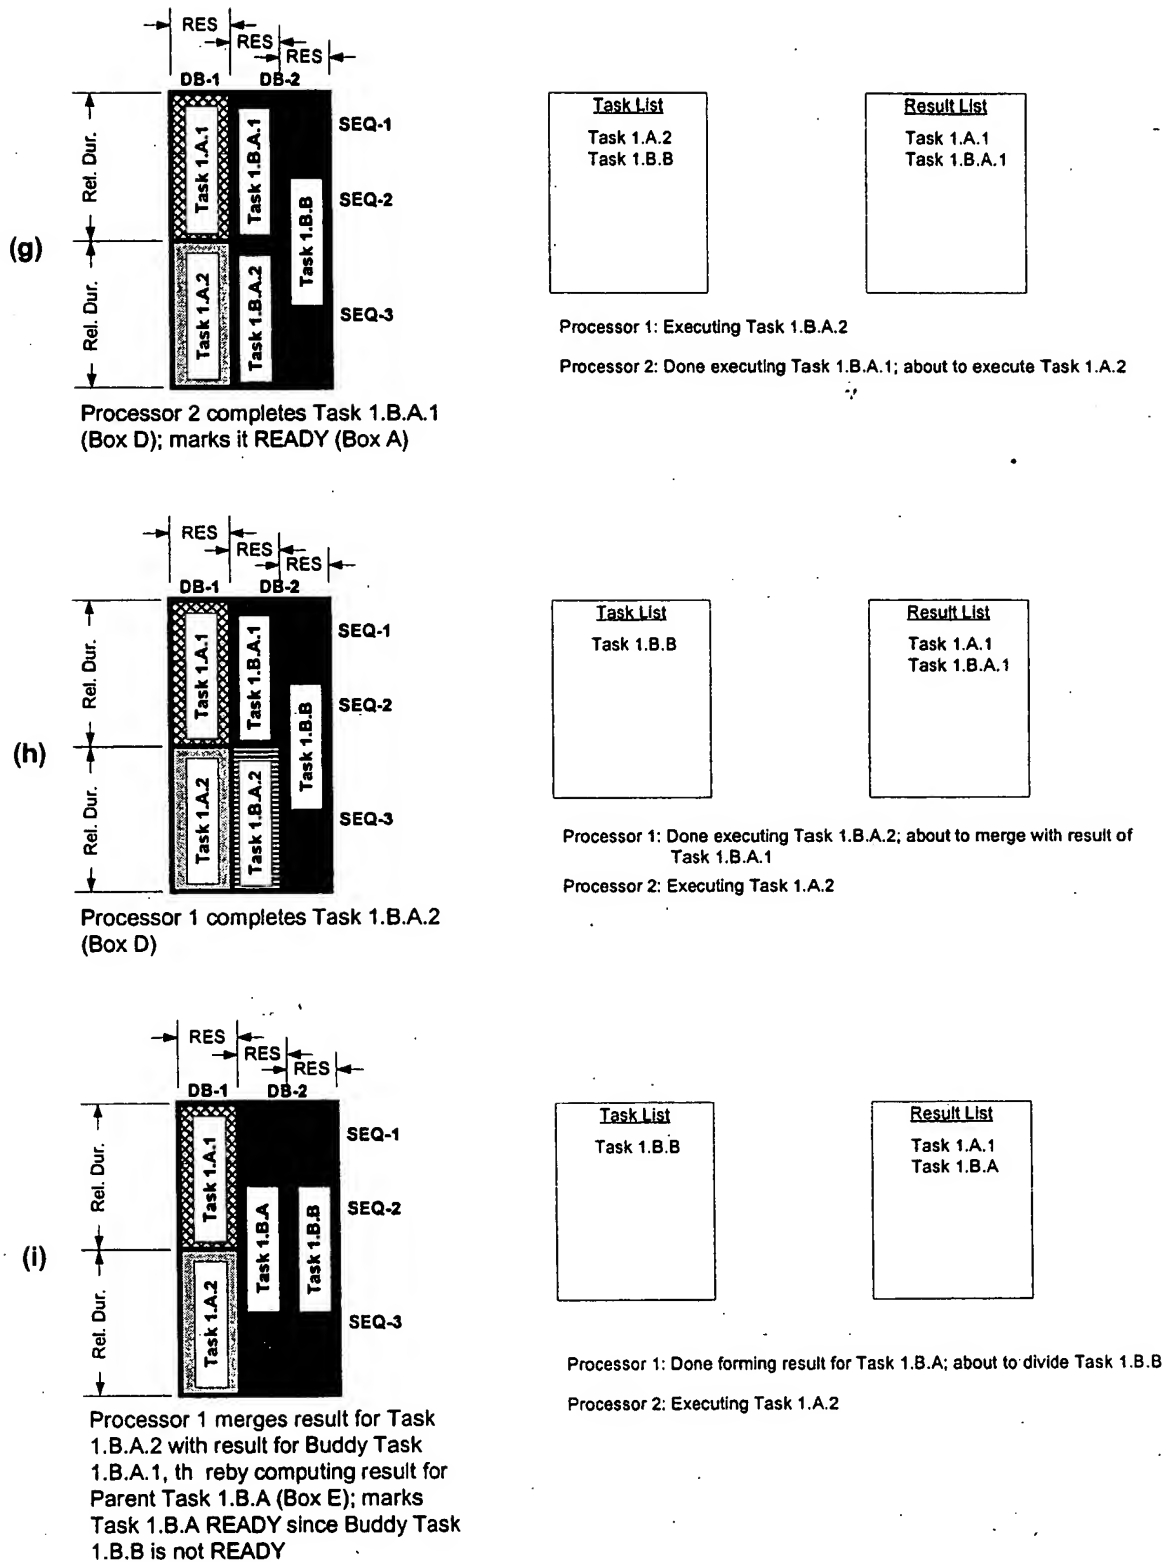 RES
RES
RES
DB-1 DB-2
Rel. Dur.
Rel. Dur.
(g)
Task 1.A.1
Task 1.B.A.1
Task 1.B.B
Task 1.A.2
Task 1.B.A.2
SEQ-1
SEQ-2
SEQ-3
Processor 2 completes Task 1.B.A.1
(Box D); marks it READY (Box A)
Task List
Task 1.A.2
Task 1.B.B
Result List
Task 1.A.1
Task 1.B.A.1
Processor 1: Executing Task 1.B.A.2
Processor 2: Done executing Task 1.B.A.1; about to execute Task 1.A.2
RES
RES
RES
DB-1 DB-2
Rel. Dur.
Rel. Dur.
(h)
Task 1.A.1
Task 1.B.A.1
Task 1.B.B
Task 1.A.2
Task 1.B.A.2
SEQ-1
SEQ-2
SEQ-3
Processor 1 completes Task 1.B.A.2
(Box D)
Task List
Task 1.B.B
Result List
Task 1.A.1
Task 1.B.A.1
Processor 1: Done executing Task 1.B.A.2; about to merge with result of
Task 1.B.A.1
Processor 2: Executing Task 1.A.2
RES
RES
RES
DB-1 DB-2
Rel. Dur.
Rel. Dur.
(i)
Task 1.A.1
Task 1.B.A
Task 1.B.B
Task 1.A.2
SEQ-1
SEQ-2
SEQ-3
Processor 1 merges result for Task
1.B.A.2 with result for Buddy Task
1.B.A.1, th reby computing result for
Parent Task 1.B.A (Box E); marks
Task 1.B.A READY since Buddy Task
1.B.B is not READY
Task List
Task 1.B.B
Result List
Task 1.A.1
Task 1.B.A
Processor 1: Done forming result for Task 1.B.A; about to divide Task 1.B.B
Processor 2: Executing Task 1.A.2